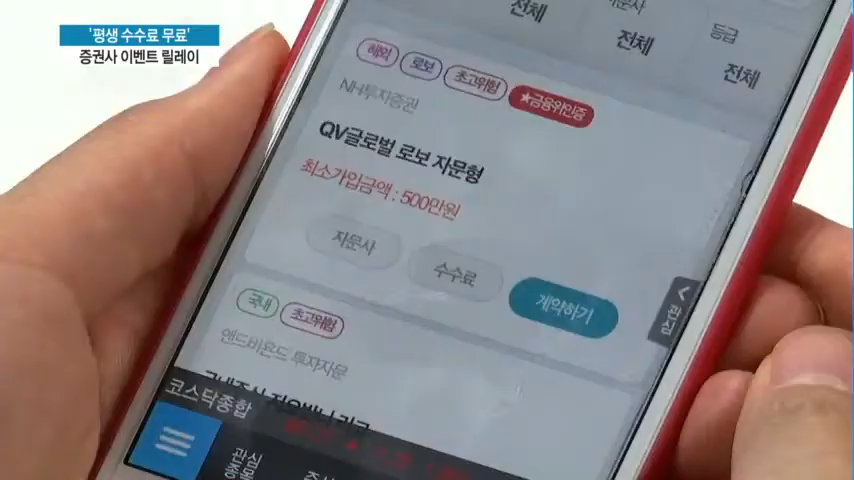 '평생 수수료 무료'
증권사 이벤트 릴레이
전체
자문사
전체
등급
전체
해외 로보 초고위험 ★금융위인증
NH투자증권
QV글로벌 로보 자문형
최소가입금액 : 500만원
자문사 수수료 계약하기
관심
국내 초고위험
앤드비욘드 투자자문
코스닥종합
관심